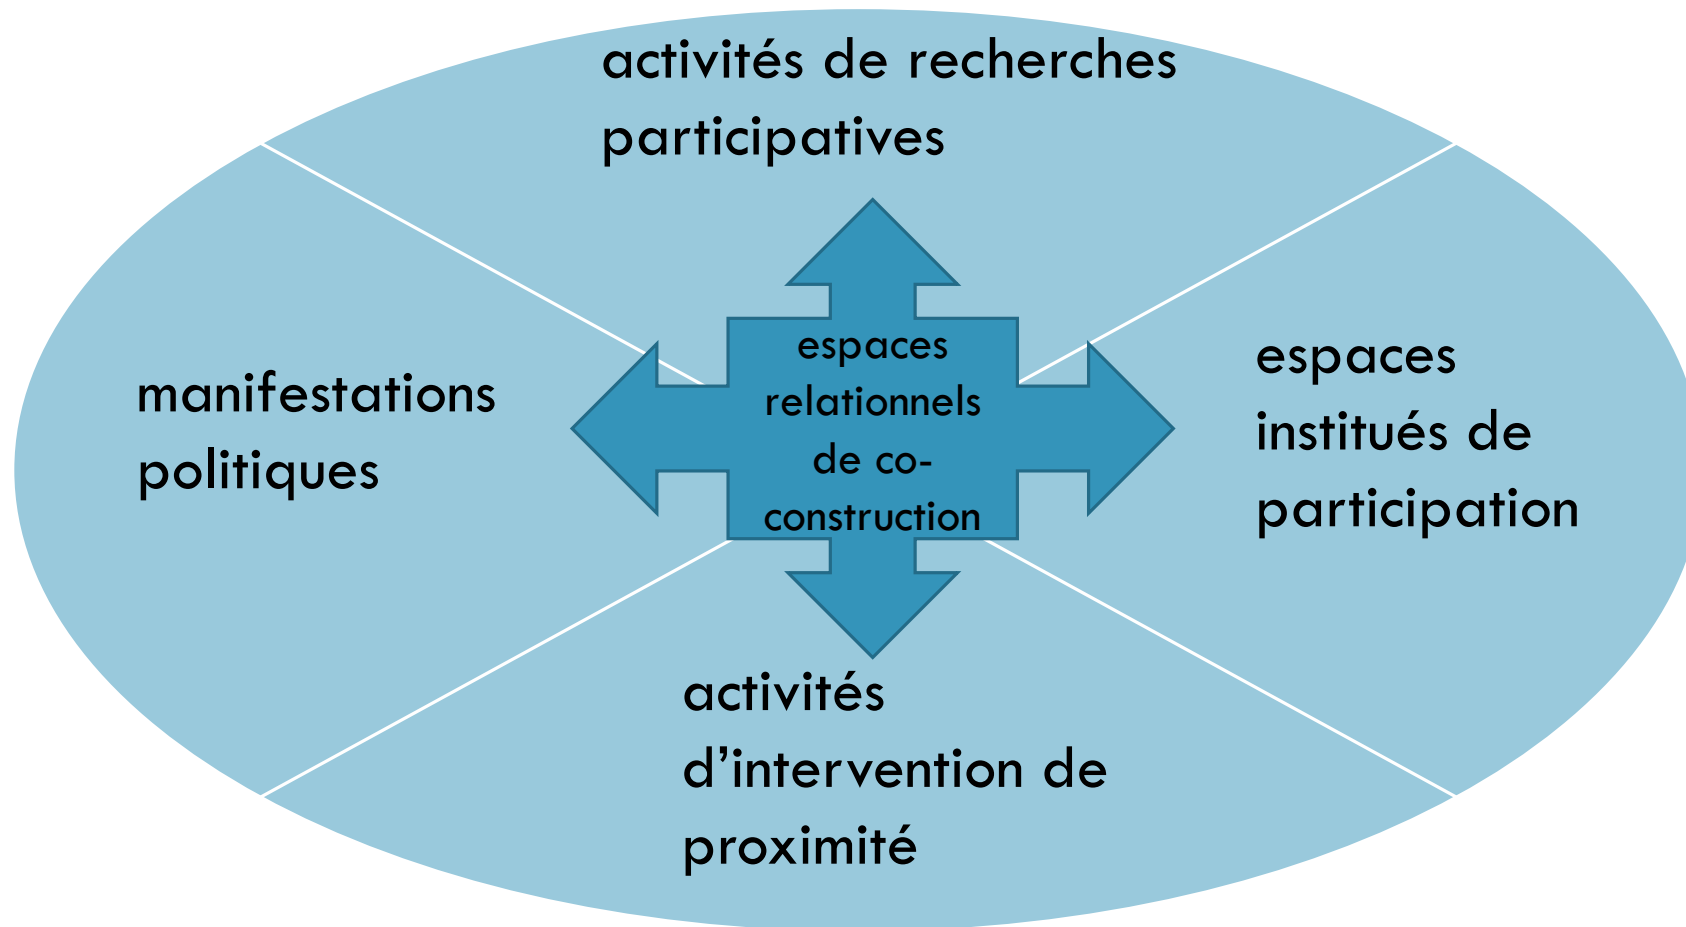 activités de recherches
participatives
manifestations
politiques
espaces
relationnels
de co-
construction
espaces
institués de
participation
activités
d’intervention de
proximité